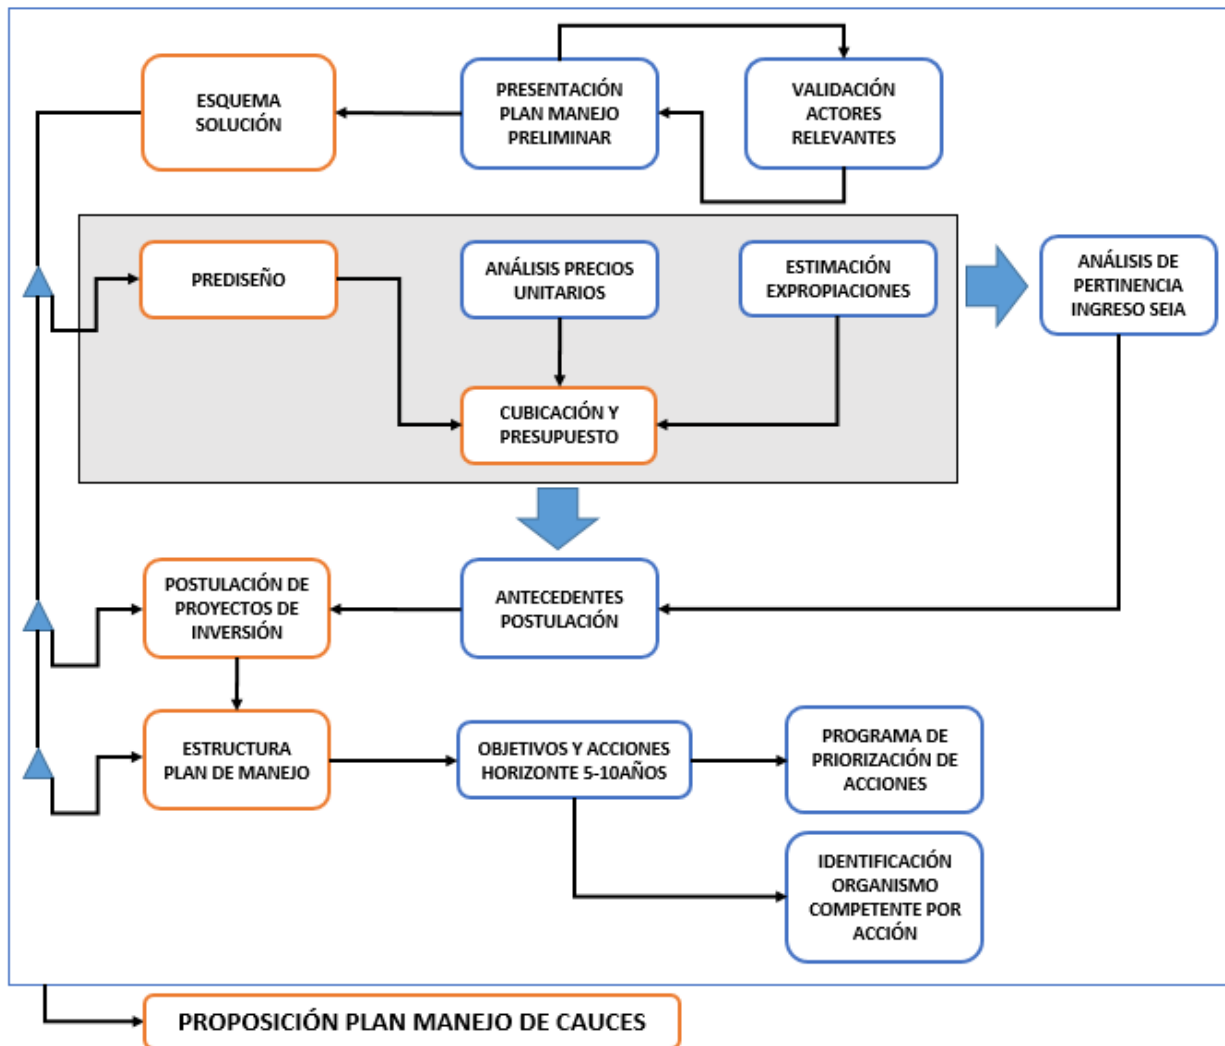 ESQUEMA
SOLUCIÓN
PRESENTACIÓN
PLAN MANEJO
PRELIMINAR
VALIDACIÓN
ACTORES
RELEVANTES
PREDISEÑO
ANÁLISIS PRECIOS
UNITARIOS
ESTIMACIÓN
EXPROPIACIONES
ANÁLISIS DE
PERTINENCIA
INGRESO SEIA
CUBICACIÓN Y
PRESUPUESTO
POSTULACIÓN DE
PROYECTOS DE
INVERSIÓN
ANTECEDENTES
POSTULACIÓN
ESTRUCTURA
PLAN DE MANEJO
OBJETIVOS Y ACCIONES
HORIZONTE 5-10AÑOS
PROGRAMA DE
PRIORIZACIÓN DE
ACCIONES
IDENTIFICACIÓN
ORGANISMO
COMPETENTE POR
ACCIÓN
PROPOSICIÓN PLAN MANEJO DE CAUCES